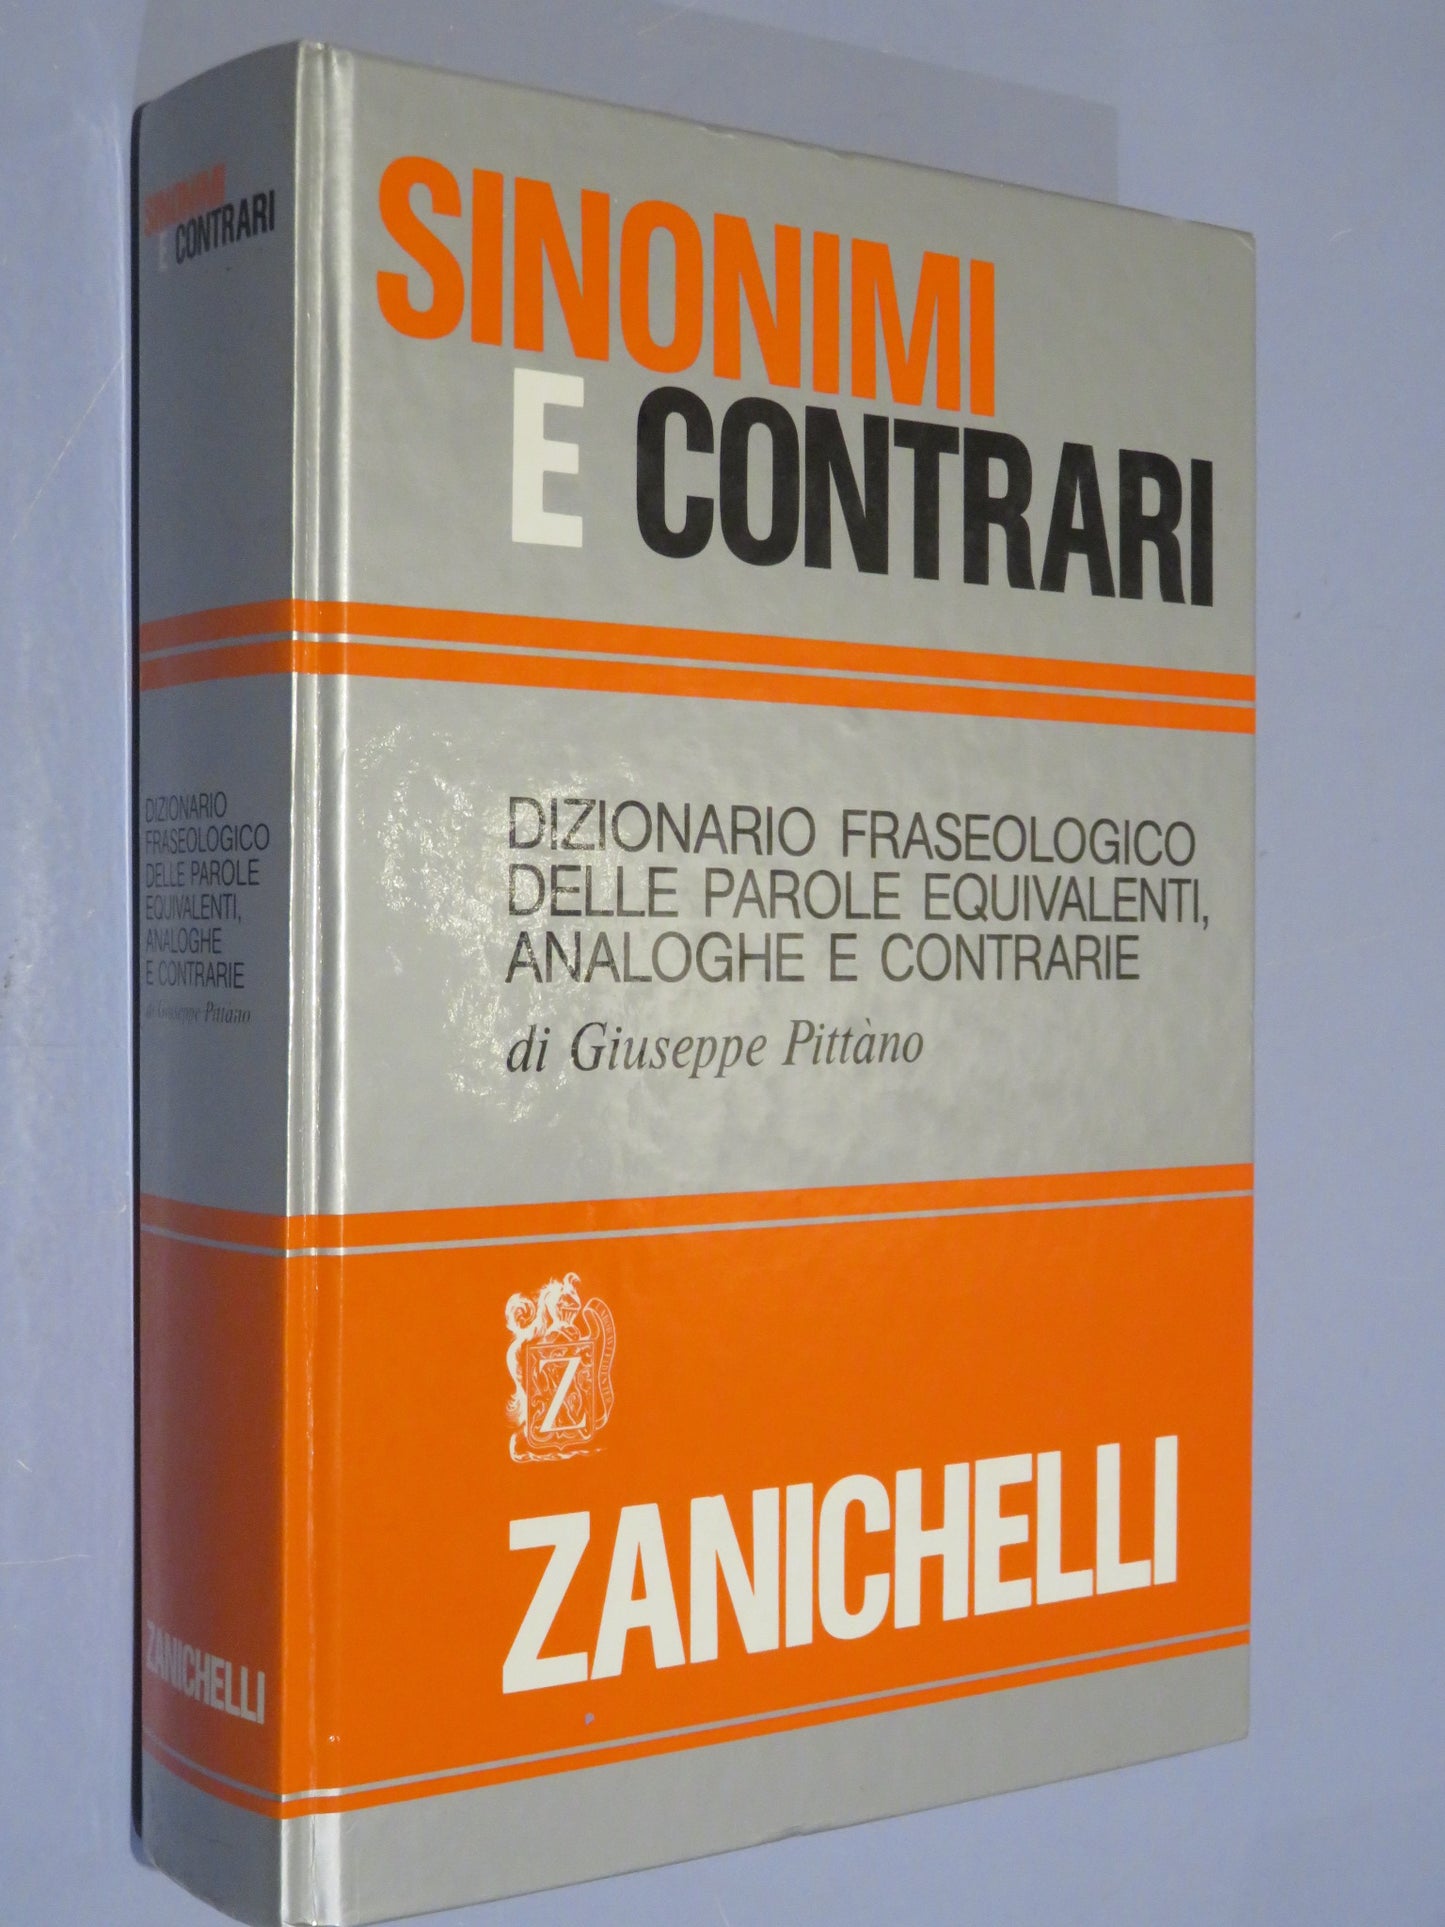 SINONIMI
E CONTRARI
DIZIONARIO
FRASEOLOGICO
DELLE PAROLE
EQUIVALENTI,
ANALOGHE
E CONTRARIE
di Giuseppe Pittàno
ZANICHELLI
SINONIMI
E CONTRARI
DIZIONARIO FRASEOLOGICO
DELLE PAROLE EQUIVALENTI,
ANALOGHE E CONTRARIE
di Giuseppe Pittàno
Z
ZANICHELLI